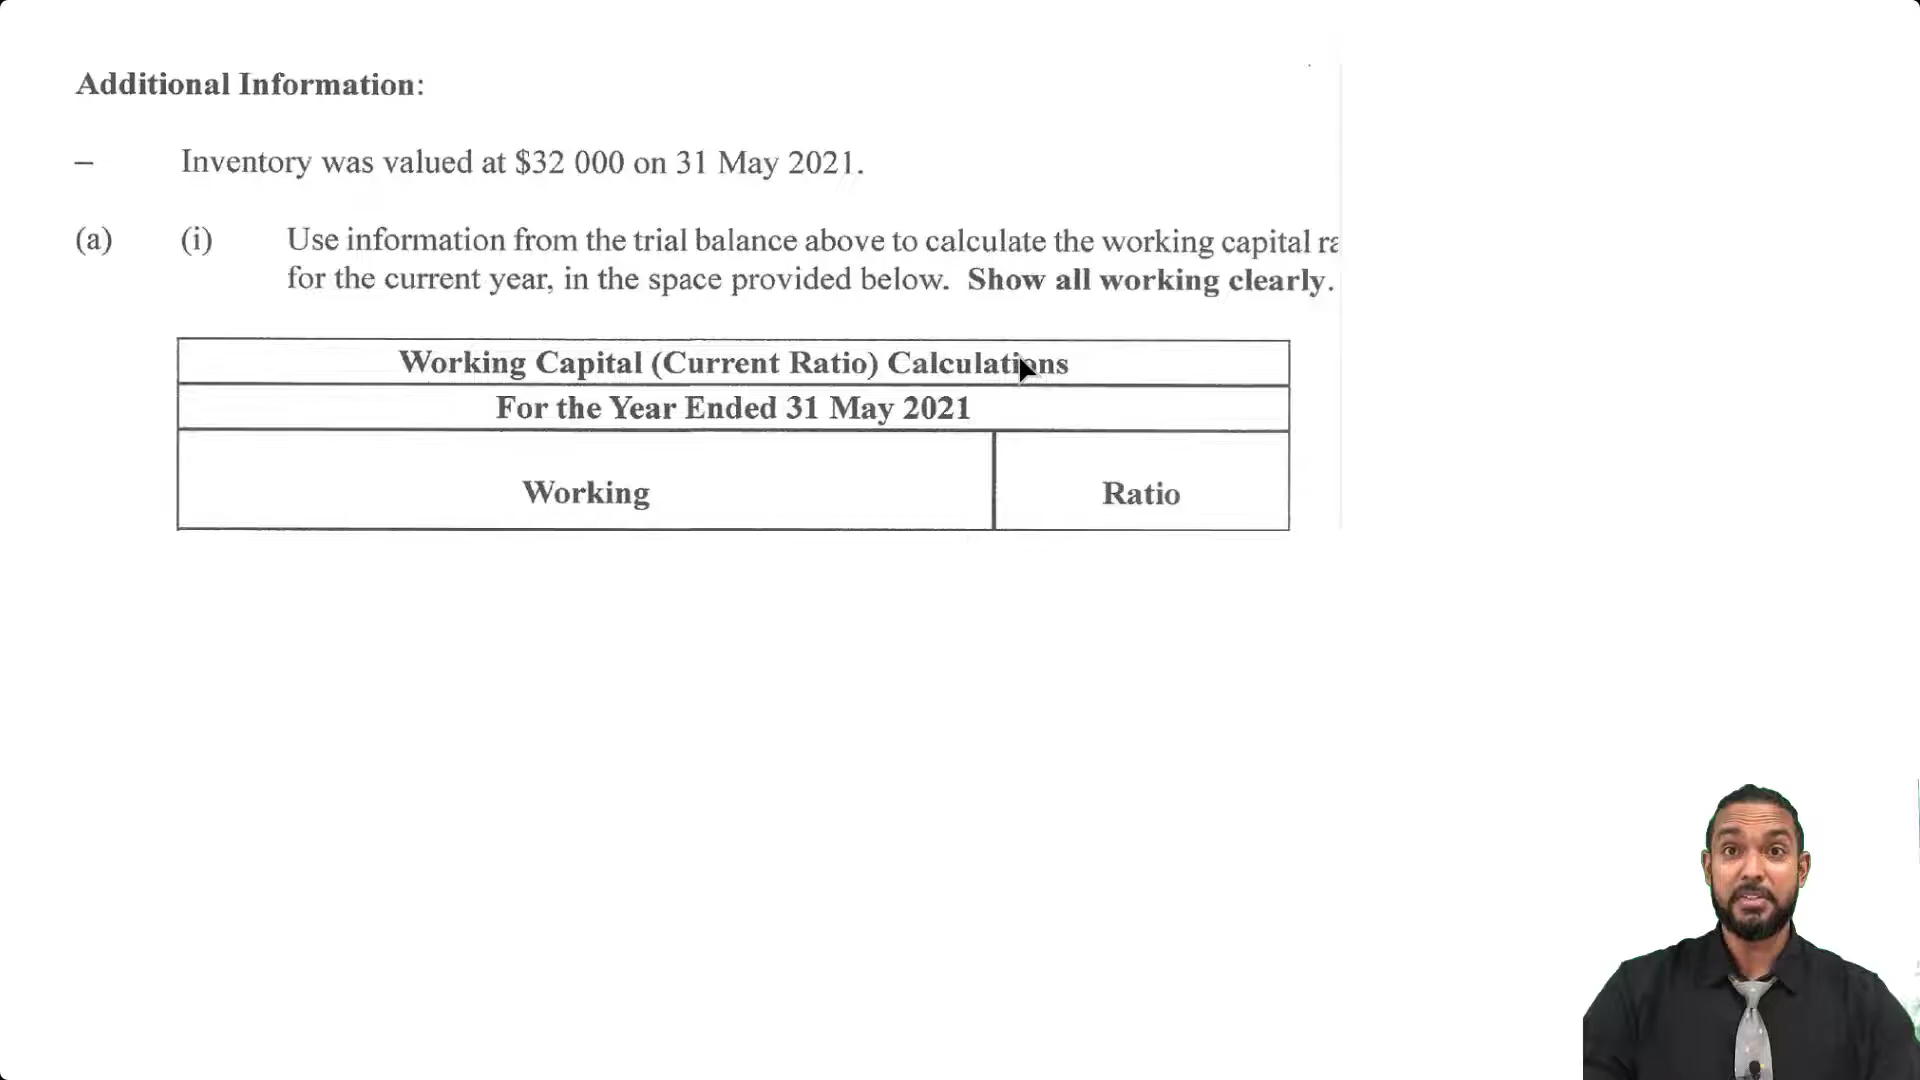 Additional Information:
– Inventory was valued at $32 000 on 31 May 2021.
(a) (i) Use information from the trial balance above to calculate the working capital
for the current year, in the space provided below. Show all working clearly.
Working Capital (Current Ratio) Calculations
For the Year Ended 31 May 2021
Working Ratio